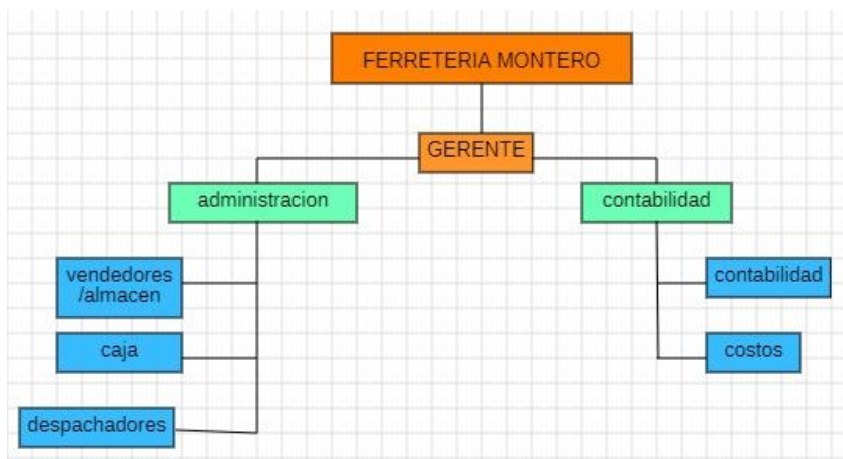 FERRETERIA MONTERO
GERENTE
administracion
contabilidad
vendedores
/almacen
contabilidad
caja
costos
despachadores